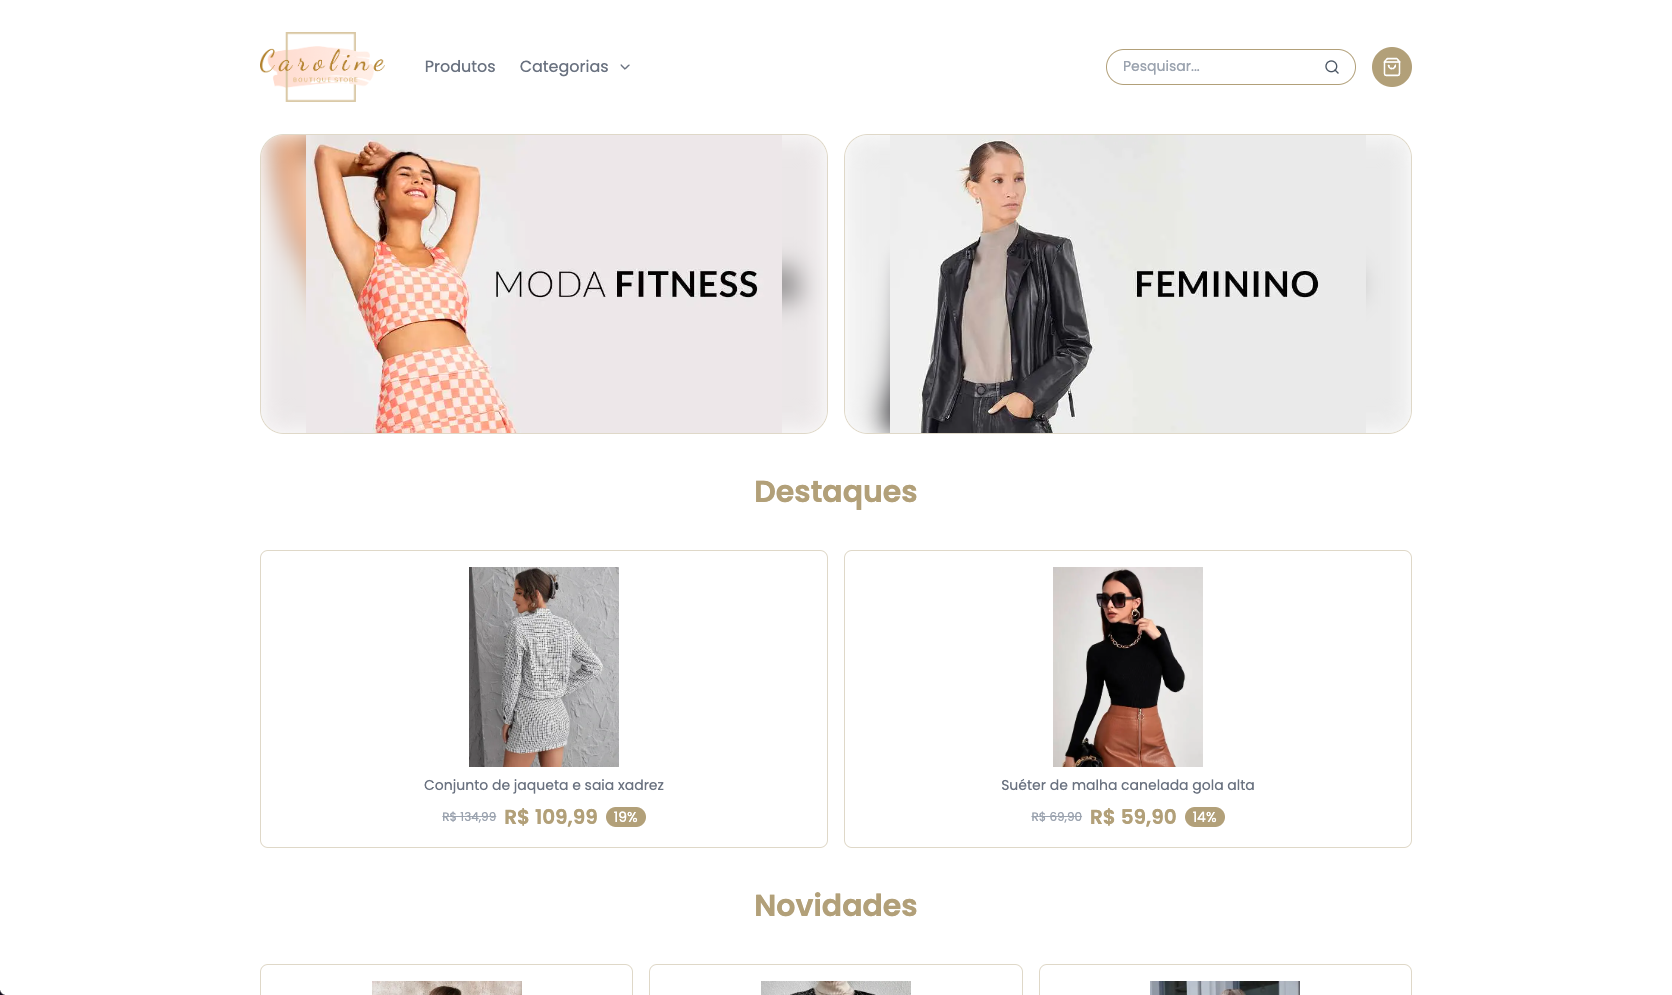 Caroline
BOUTIQUE STORE
Produtos
Categorias
Pesquisar...
MODA FITNESS
FEMININO
Destaques
Conjunto de jaqueta e saia xadrez
R$ 134,99 R$ 109,99 19%
Suéter de malha canelada gola alta
R$ 69,90 R$ 59,90 14%
Novidades